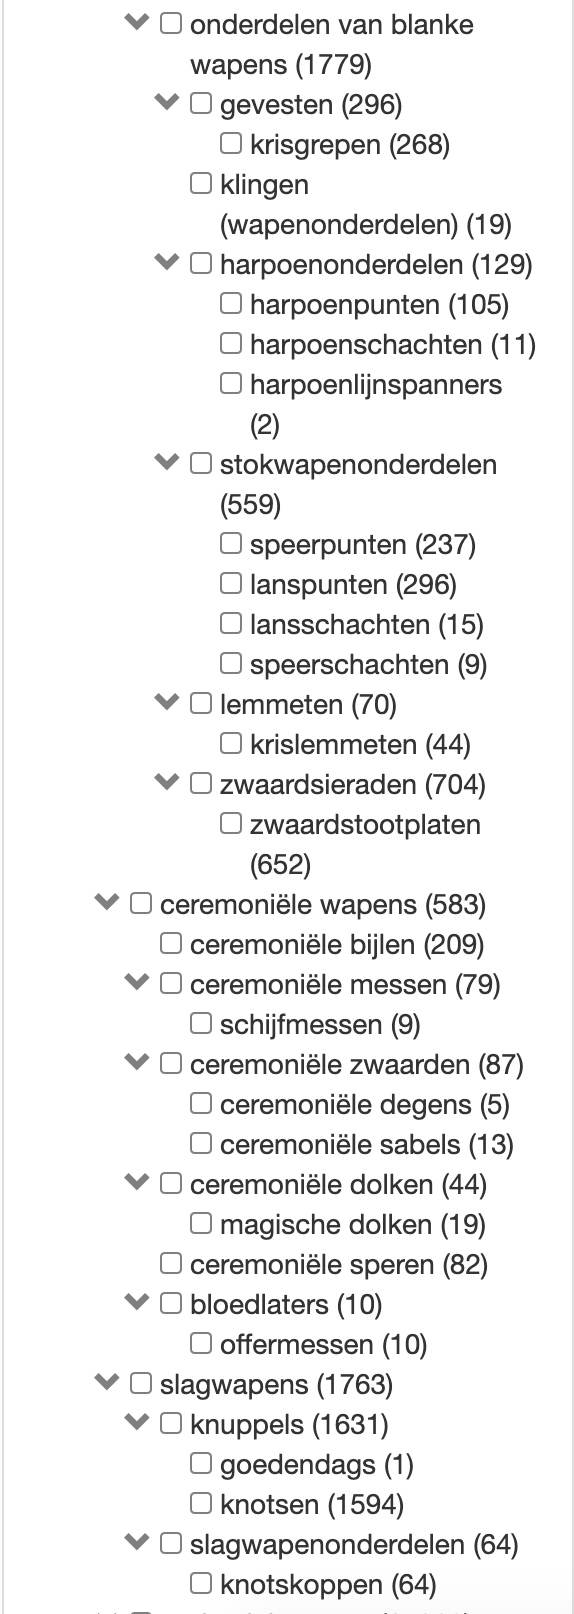 onderdelen van blanke
wapens (1779)
gevesten (296)
krisgrepen (268)
klingen
(wapenonderdelen) (19)
harpoenonderdelen (129)
harpoenpunten (105)
harpoenschachten (11)
harpoenlijnspanners
(2)
stokwapenonderdelen
(559)
speerpunten (237)
lanspunten (296)
lansschachten (15)
speerschachten (9)
lemmeten (70)
krislemmeten (44)
zwaardsieraden (704)
zwaardstootplaten
(652)
ceremoniële wapens (583)
ceremoniële bijlen (209)
ceremoniële messen (79)
schijfmessen (9)
ceremoniële zwaarden (87)
ceremoniële degens (5)
ceremoniële sabels (13)
ceremoniële dolken (44)
magische dolken (19)
ceremoniële speren (82)
bloedlaters (10)
offermessen (10)
slagwapens (1763)
knuppels (1631)
goedendags (1)
knotsen (1594)
slagwapenonderdelen (64)
knotskoppen (64)